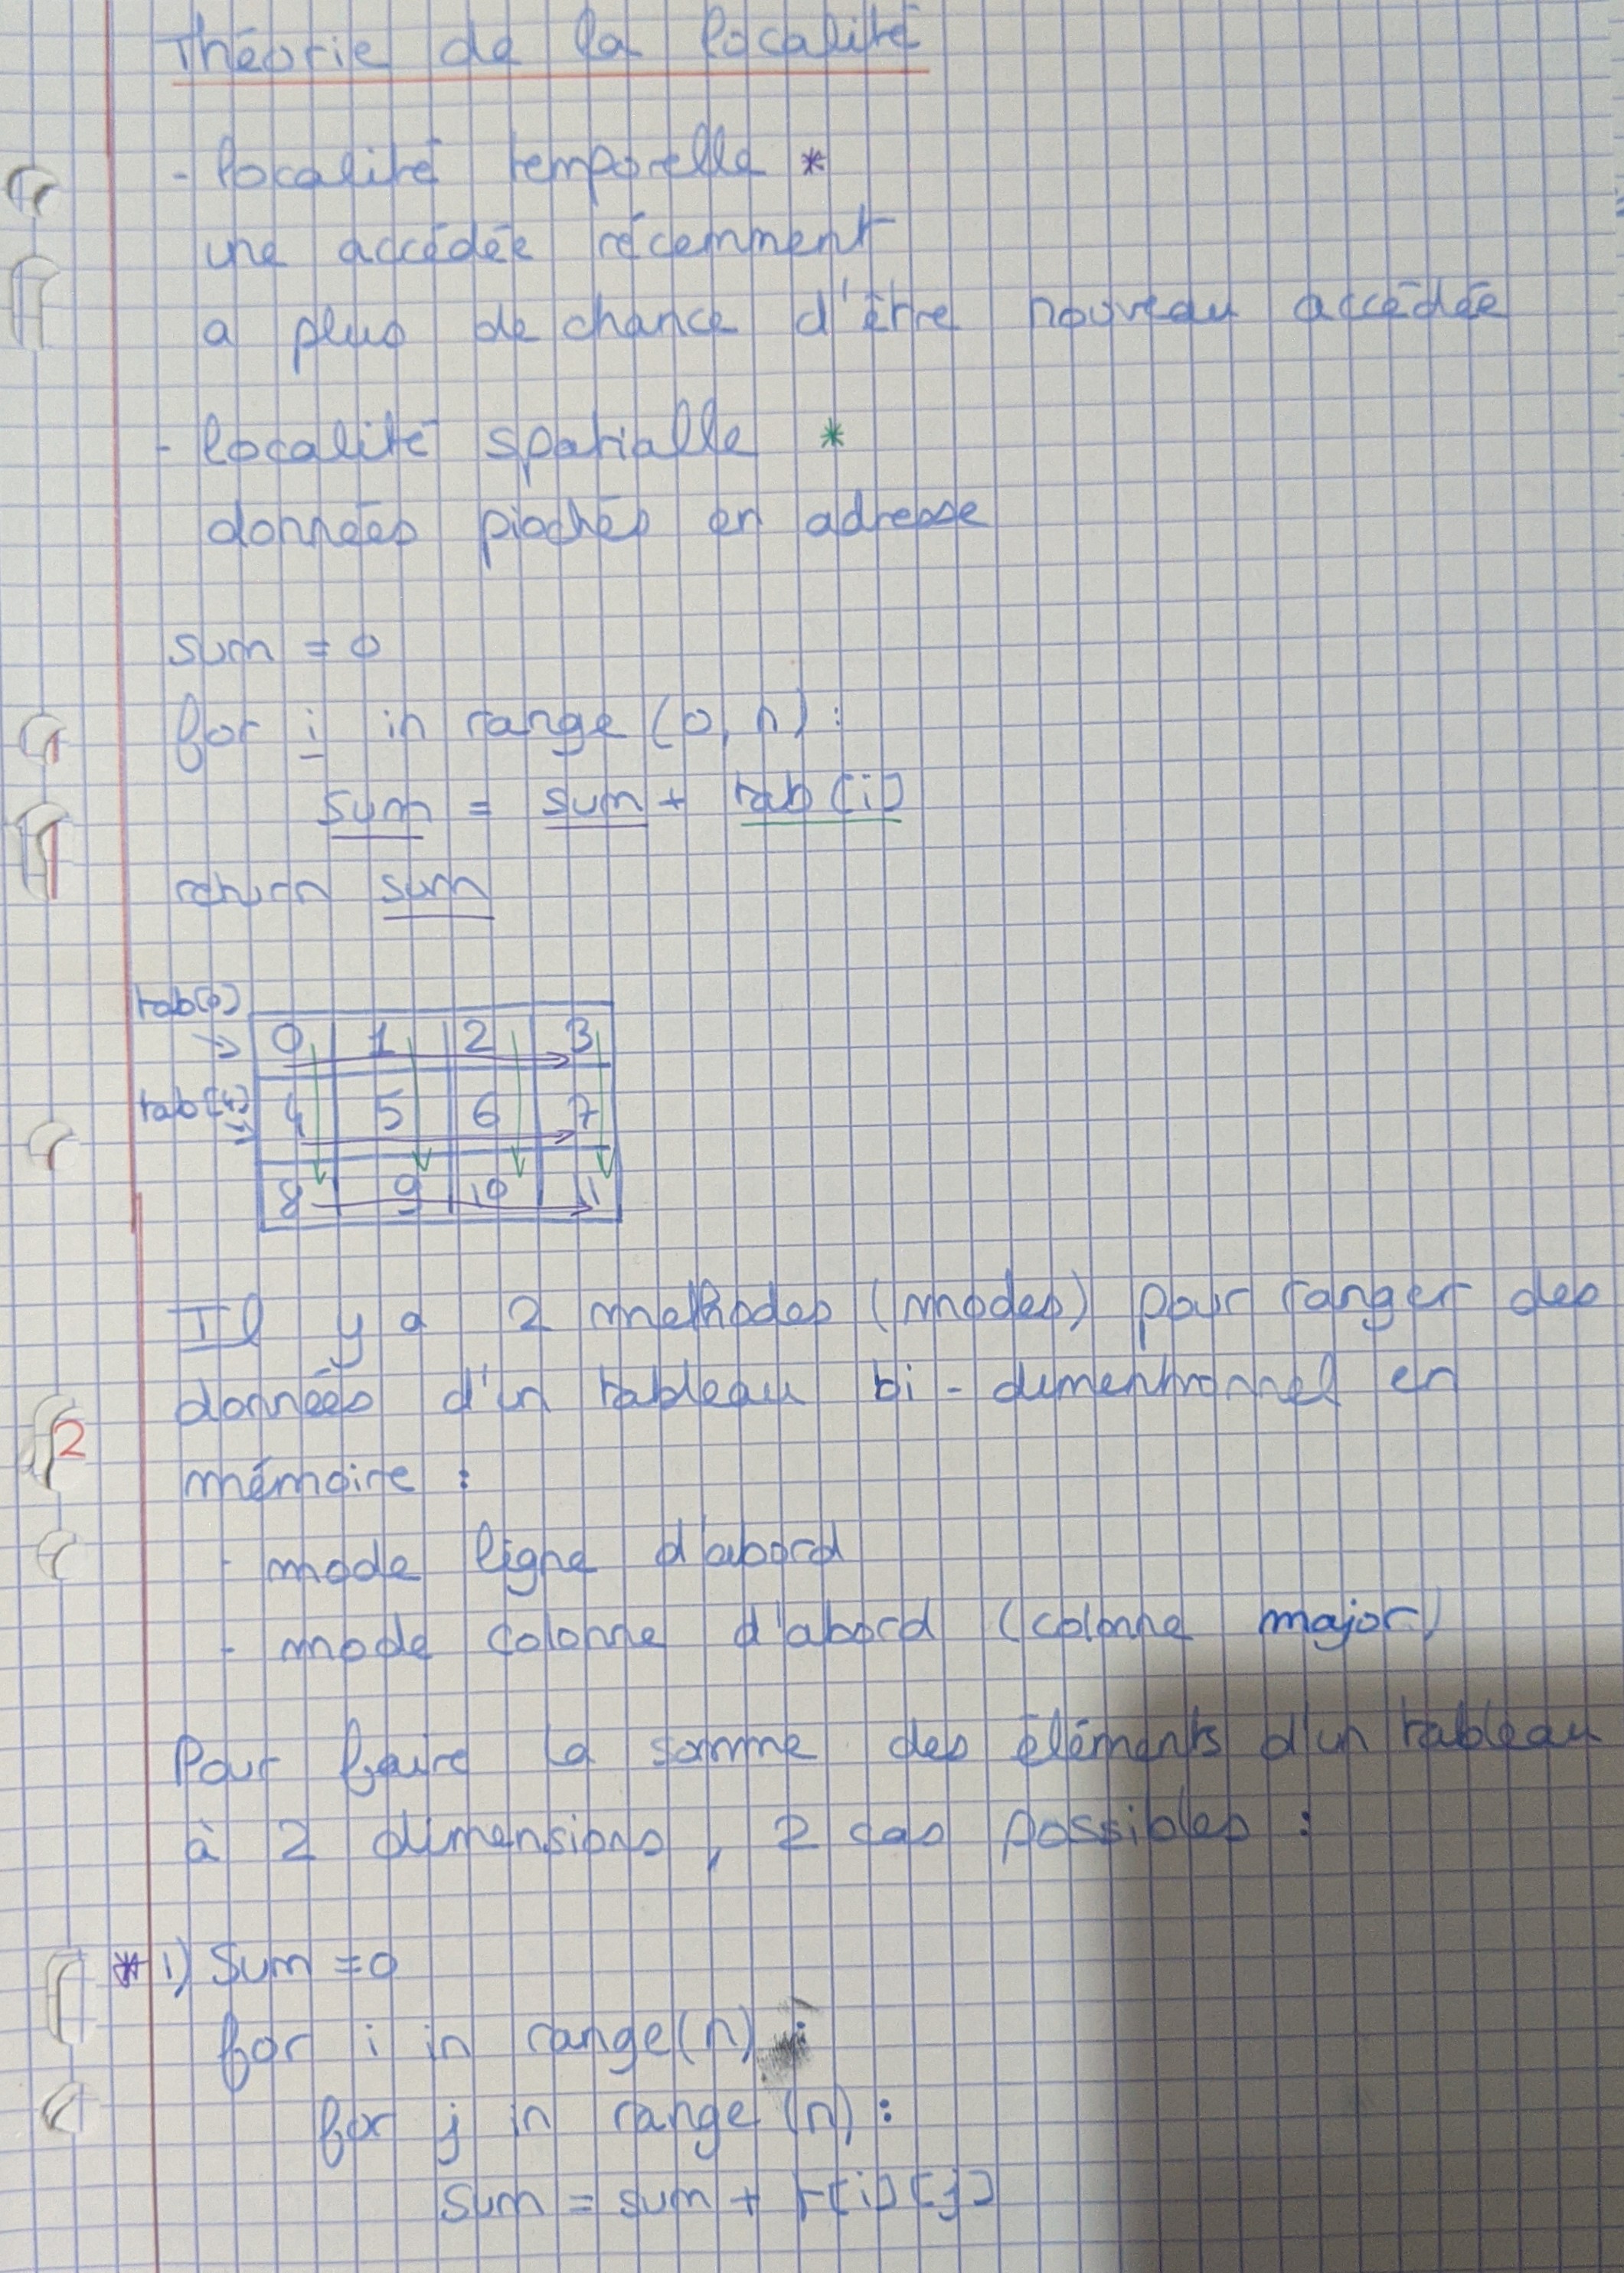 Théorie de la localité
- localité temporelle *
une accédée récemment
a plus de chance d'être nouveau accédée
- localité spatialle *
données piochés en adresse
sum = 0
for i in range (0, n) :
sum = sum + tab [i]
return sum
tab[0]
→ 0 1 2 3
tab[4]
→ 4 5 6 7
8 9 10 11
Il y a 2 methodes (modes) pour ranger des
données d'un tableau bi-dimentionnel en
2
mémoire :
- mode ligne d'abord
- mode colonne d'abord (colonne major)
Pour faire la somme des éléments d'un tableau
à 2 dimensions, 2 cas possibles :
* 1) Sum = 0
for i in range(n) :
for j in range (n) :
sum = sum + t[i][j]